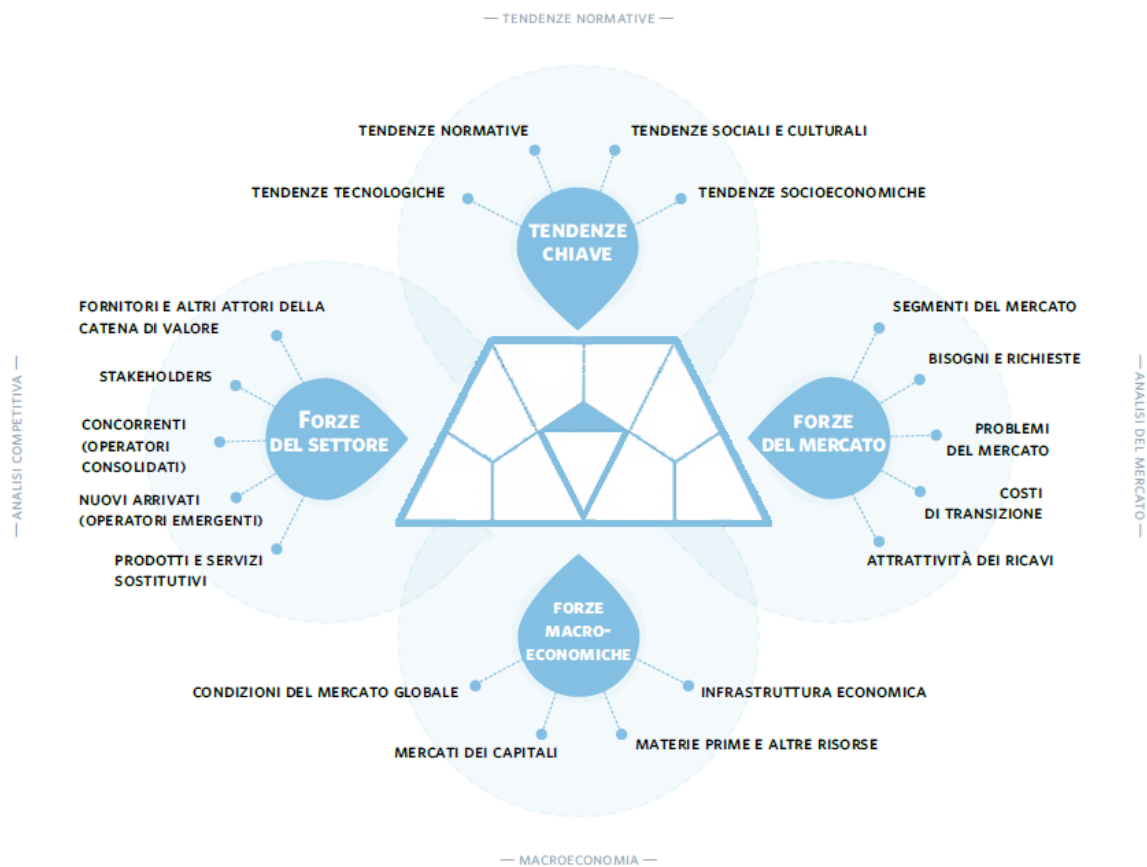 — TENDENZE NORMATIVE —
TENDENZE NORMATIVE
TENDENZE SOCIALI E CULTURALI
TENDENZE TECNOLOGICHE
TENDENZE SOCIOECONOMICHE
TENDENZE
CHIAVE
FORNITORI E ALTRI ATTORI DELLA
CATENA DI VALORE
STAKEHOLDERS
CONCORRENTI
(OPERATORI
CONSOLIDATI)
NUOVI ARRIVATI
(OPERATORI EMERGENTI)
PRODOTTI E SERVIZI
SOSTITUTIVI
FORZE
DEL SETTORE
— ANALISI COMPETITIVA —
FORZE
DEL MERCATO
SEGMENTI DEL MERCATO
BISOGNI E RICHIESTE
PROBLEMI
DEL MERCATO
COSTI
DI TRANSIZIONE
ATTRATTIVITÀ DEI RICAVI
— ANALISI DEL MERCATO —
FORZE
MACRO-
ECONOMICHE
CONDIZIONI DEL MERCATO GLOBALE
INFRASTRUTTURA ECONOMICA
MERCATI DEI CAPITALI
MATERIE PRIME E ALTRE RISORSE
— MACROECONOMIA —